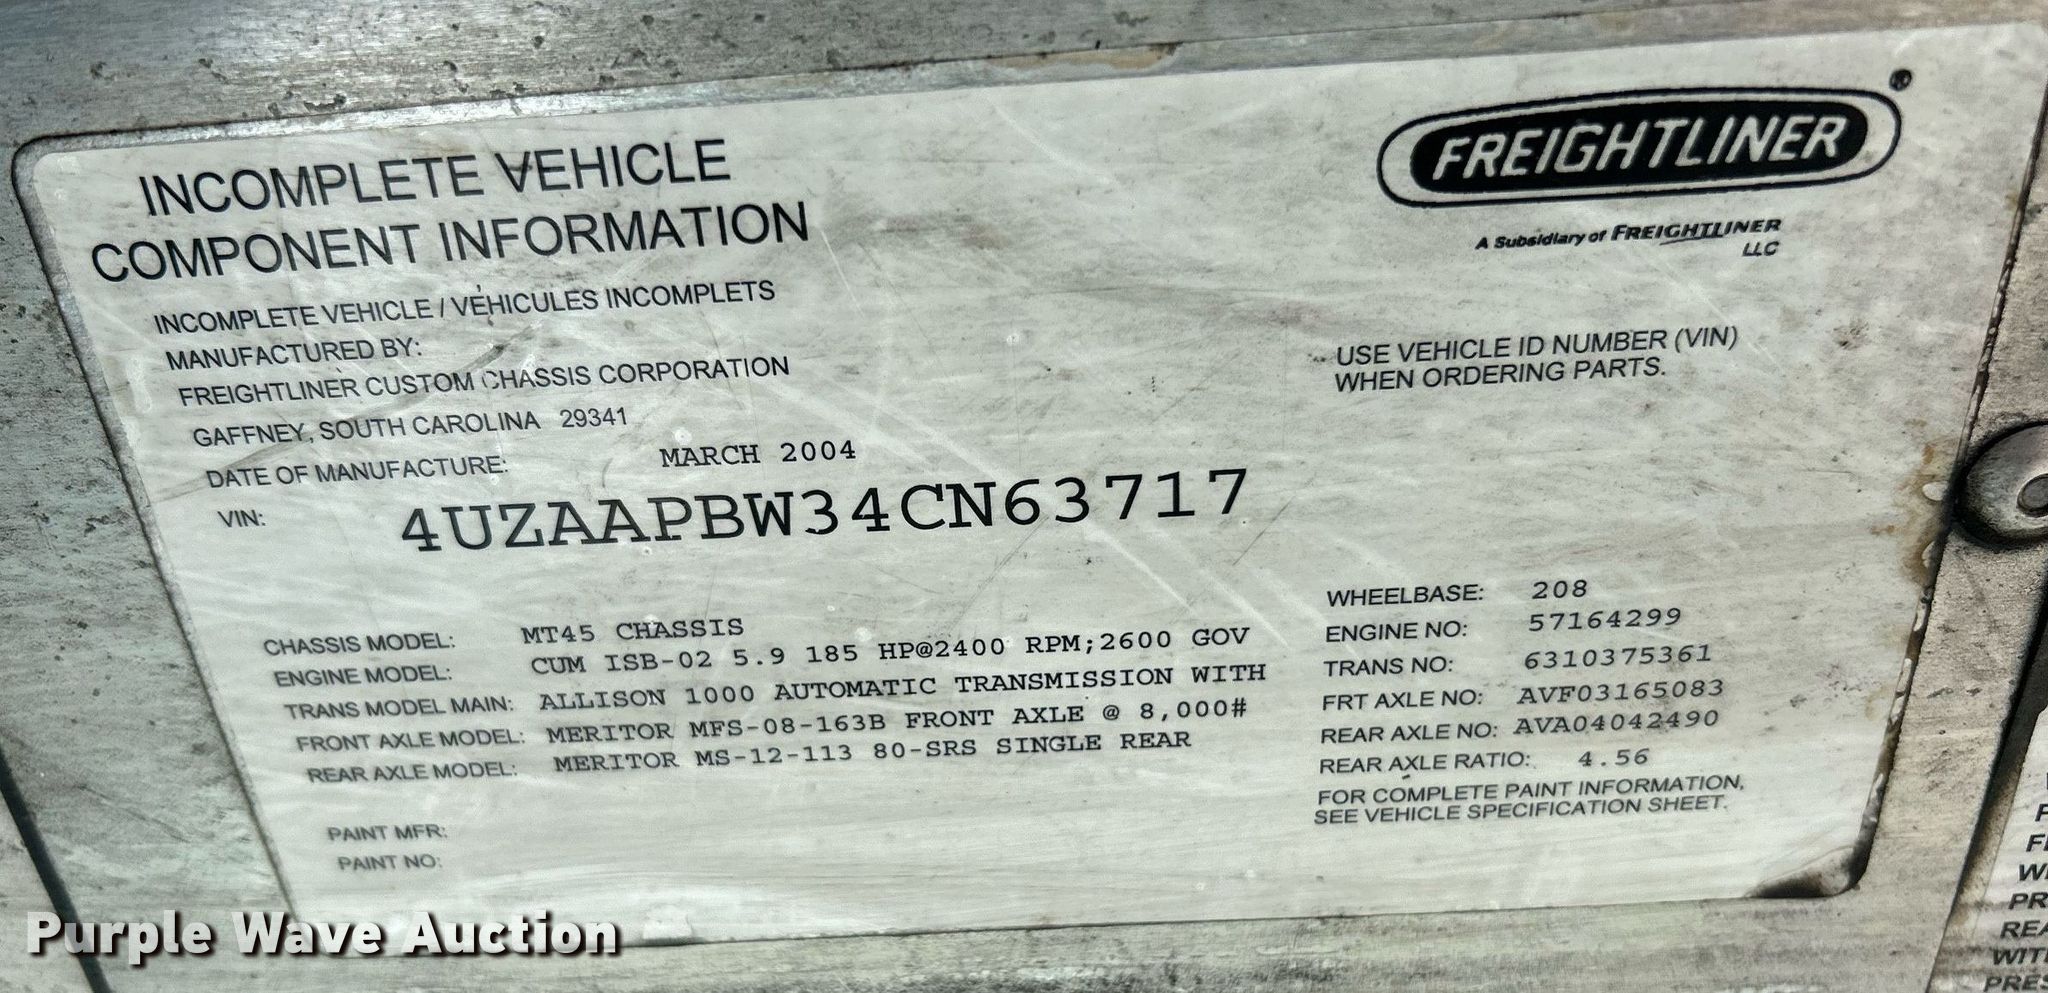 INCOMPLETE VEHICLE
COMPONENT INFORMATION
INCOMPLETE VEHICLE / VÉHICULES INCOMPLETS
MANUFACTURED BY:
FREIGHTLINER CUSTOM CHASSIS CORPORATION
GAFFNEY, SOUTH CAROLINA 29341
DATE OF MANUFACTURE: MARCH 2004
VIN: 4UZAAPBW34CN63717
FREIGHTLINER®
A Subsidiary of FREIGHTLINER
LLC
USE VEHICLE ID NUMBER (VIN)
WHEN ORDERING PARTS.
CHASSIS MODEL: MT45 CHASSIS
ENGINE MODEL: CUM ISB-02 5.9 185 HP@2400 RPM;2600 GOV
TRANS MODEL MAIN: ALLISON 1000 AUTOMATIC TRANSMISSION WITH
FRONT AXLE MODEL: MERITOR MFS-08-163B FRONT AXLE @ 8,000#
REAR AXLE MODEL: MERITOR MS-12-113 80-SRS SINGLE REAR
PAINT MFR:
PAINT NO:
WHEELBASE: 208
ENGINE NO: 57164299
TRANS NO: 6310375361
FRT AXLE NO: AVF03165083
REAR AXLE NO: AVA04042490
REAR AXLE RATIO: 4.56
FOR COMPLETE PAINT INFORMATION,
SEE VEHICLE SPECIFICATION SHEET.
Purple Wave Auction